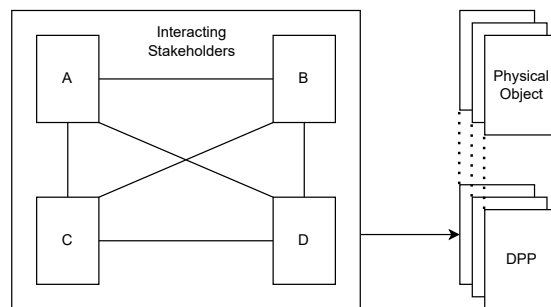 Interacting
Stakeholders
A
B
Physical
Object
C
D
DPP